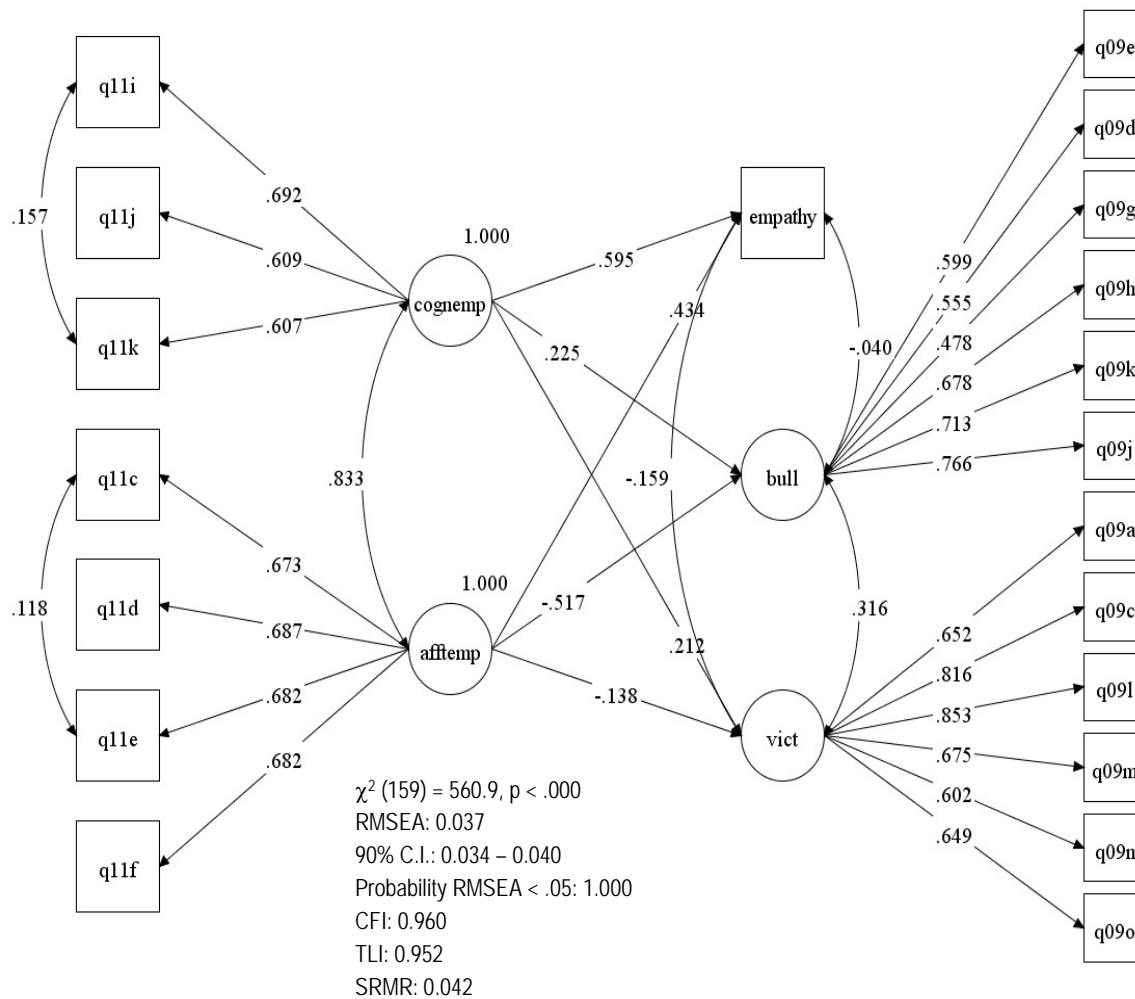 q09e
q11i
q09d
.692
q11j
empathy
q09g
.157
1.000
.599
.609
.595
.555
q09h
cognemp
q11k
.607
.434
.478
.225
-.040
.678
q09k
.713
q09j
q11c
.766
.833
-.159
bull
q09a
.673
1.000
.118
q11d
-.517
.316
q09c
.687
.652
afftemp
.212
.816
q09l
.682
-.138
.853
q11e
vict
.675
q09m
.682
.602
χ² (159) = 560.9, p < .000
.649
RMSEA: 0.037
q09n
90% C.I.: 0.034 – 0.040
q11f
Probability RMSEA < .05: 1.000
CFI: 0.960
q09o
TLI: 0.952
SRMR: 0.042